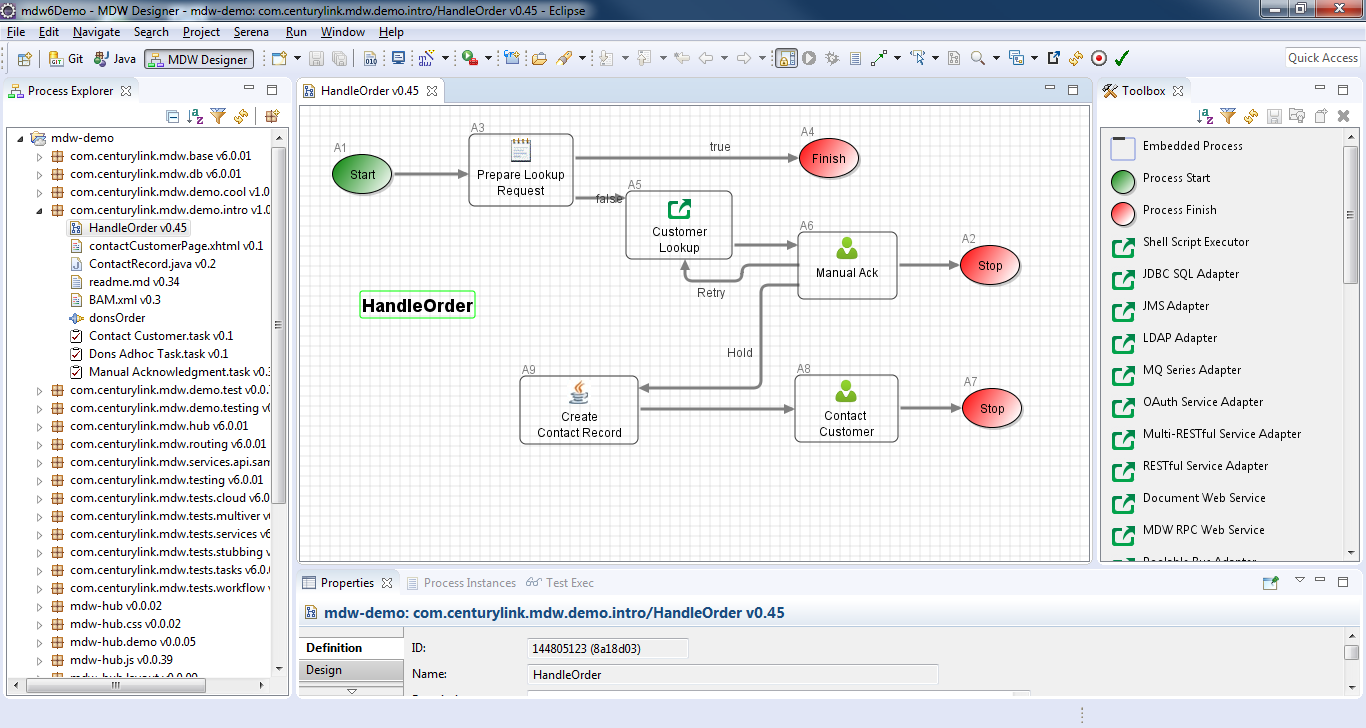 mdw6Demo - MDW Designer - mdw-demo: com.centurylink.mdw.demo.intro/HandleOrder v0.45 - Eclipse
File Edit Navigate Search Project Serena Run Window Help
Git Java MDW Designer Quick Access
Process Explorer
mdw-demo
com.centurylink.mdw.base v6.0.01
com.centurylink.mdw.db v6.0.01
com.centurylink.mdw.demo.cool v1.0
com.centurylink.mdw.demo.intro v1.0
HandleOrder v0.45
contactCustomerPage.xhtml v0.1
ContactRecord.java v0.2
readme.md v0.34
BAM.xml v0.3
donsOrder
Contact Customer.task v0.1
Dons Adhoc Task.task v0.1
Manual Acknowledgment.task v0.
com.centurylink.mdw.demo.test v0.0.
com.centurylink.mdw.demo.testing v
com.centurylink.mdw.hub v6.0.01
com.centurylink.mdw.routing v6.0.01
com.centurylink.mdw.services.api.sam
com.centurylink.mdw.testing v6.0.01
com.centurylink.mdw.tests.cloud v6.0
com.centurylink.mdw.tests.multiver v
com.centurylink.mdw.tests.services v6
com.centurylink.mdw.tests.stubbing v
com.centurylink.mdw.tests.tasks v6.0.
com.centurylink.mdw.tests.workflow
mdw-hub v0.0.02
mdw-hub.css v0.0.02
mdw-hub.demo v0.0.05
mdw-hub.js v0.0.39
HandleOrder v0.45
A1
Start
A3
Prepare Lookup
Request
true
A4
Finish
false
A5
Customer
Lookup
A6
Manual Ack
A2
Stop
Retry
HandleOrder
Hold
A9
Create
Contact Record
A8
Contact
Customer
A7
Stop
Toolbox
Embedded Process
Process Start
Process Finish
Shell Script Executor
JDBC SQL Adapter
JMS Adapter
LDAP Adapter
MQ Series Adapter
OAuth Service Adapter
Multi-RESTful Service Adapter
RESTful Service Adapter
Document Web Service
MDW RPC Web Service
Properties Process Instances Test Exec
mdw-demo: com.centurylink.mdw.demo.intro/HandleOrder v0.45
Definition
Design
ID: 144805123 (8a18d03)
Name: HandleOrder